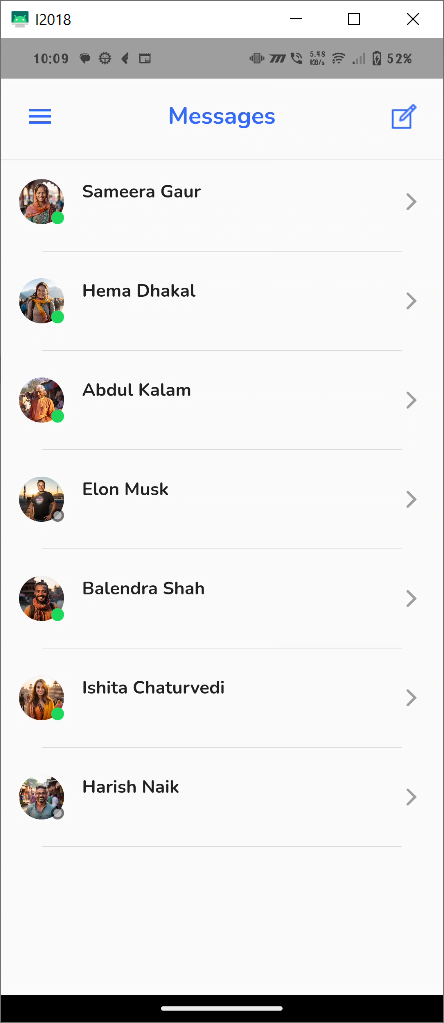 I2018
10:09
5.48
KB/s
52%
Messages
Sameera Gaur
Hema Dhakal
Abdul Kalam
Elon Musk
Balendra Shah
Ishita Chaturvedi
Harish Naik